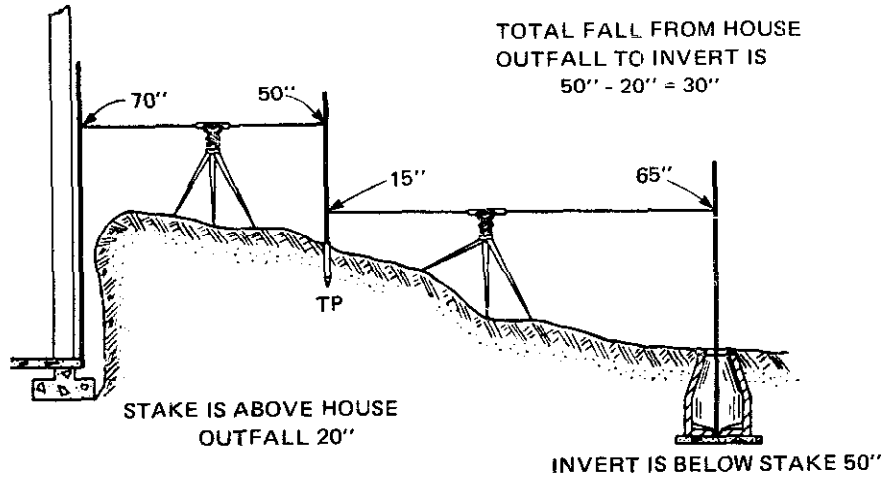 TOTAL FALL FROM HOUSE
OUTFALL TO INVERT IS
50" - 20" = 30"
70"
50"
15"
65"
TP
STAKE IS ABOVE HOUSE
OUTFALL 20"
INVERT IS BELOW STAKE 50"